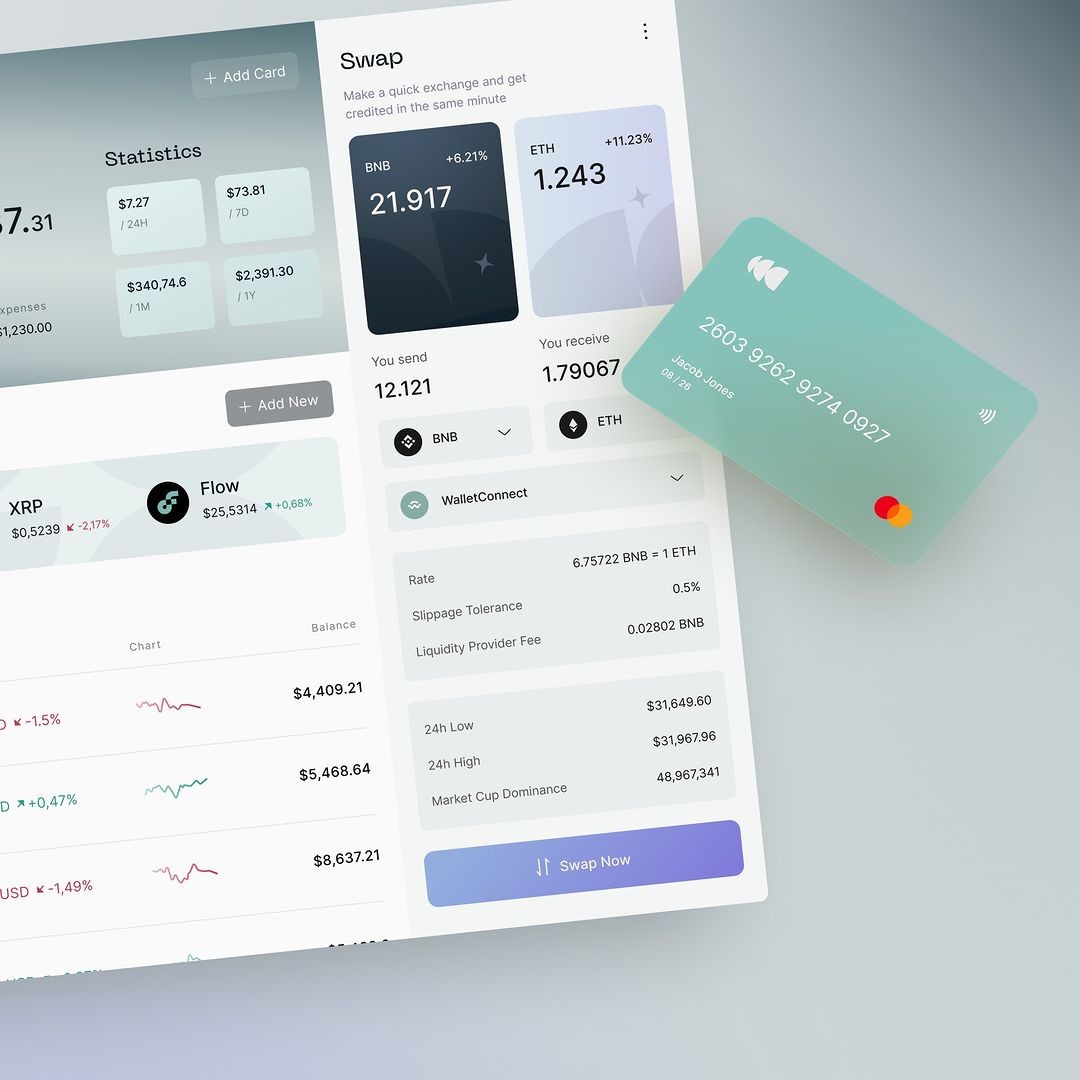 + Add Card
Statistics
7.31
$7.27
/ 24H
$73.81
/ 7D
$340,74.6
/ 1M
$2,391.30
/ 1Y
$1,230.00
+ Add New
XRP
$0,5239 -2,17%
Flow
$25,5314 +0,68%
Chart
Balance
-1.5%
$4,409.21
+0,47%
$5,468.64
USD -1,49%
$8,637.21
Swap
Make a quick exchange and get
credited in the same minute
BNB +6.21%
21.917
ETH +11.23%
1.243
You send
12.121
You receive
1.79067
BNB
ETH
WalletConnect
Rate 6.75722 BNB = 1 ETH
Slippage Tolerance 0.5%
Liquidity Provider Fee 0.02802 BNB
24h Low $31,649.60
24h High $31,967.96
Market Cup Dominance 48,967,341
Swap Now
2603 9262 9274 0927
Jacob Jones
08 / 26